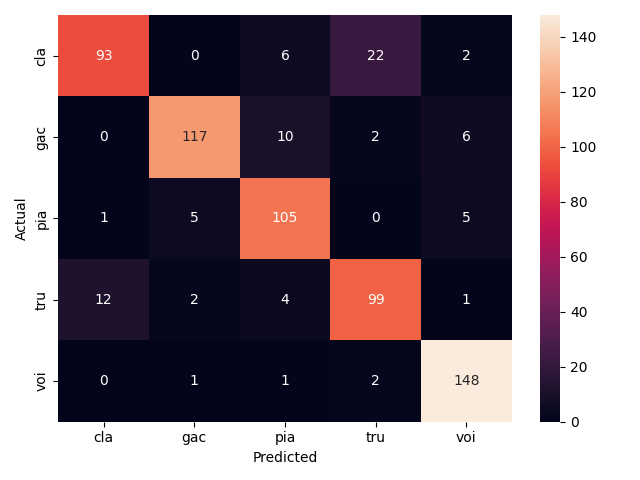 cla 93 0 6 22 2
gac 0 117 10 2 6
pia 1 5 105 0 5
tru 12 2 4 99 1
voi 0 1 1 2 148
cla gac pia tru voi
Predicted
Actual
140
120
100
80
60
40
20
0